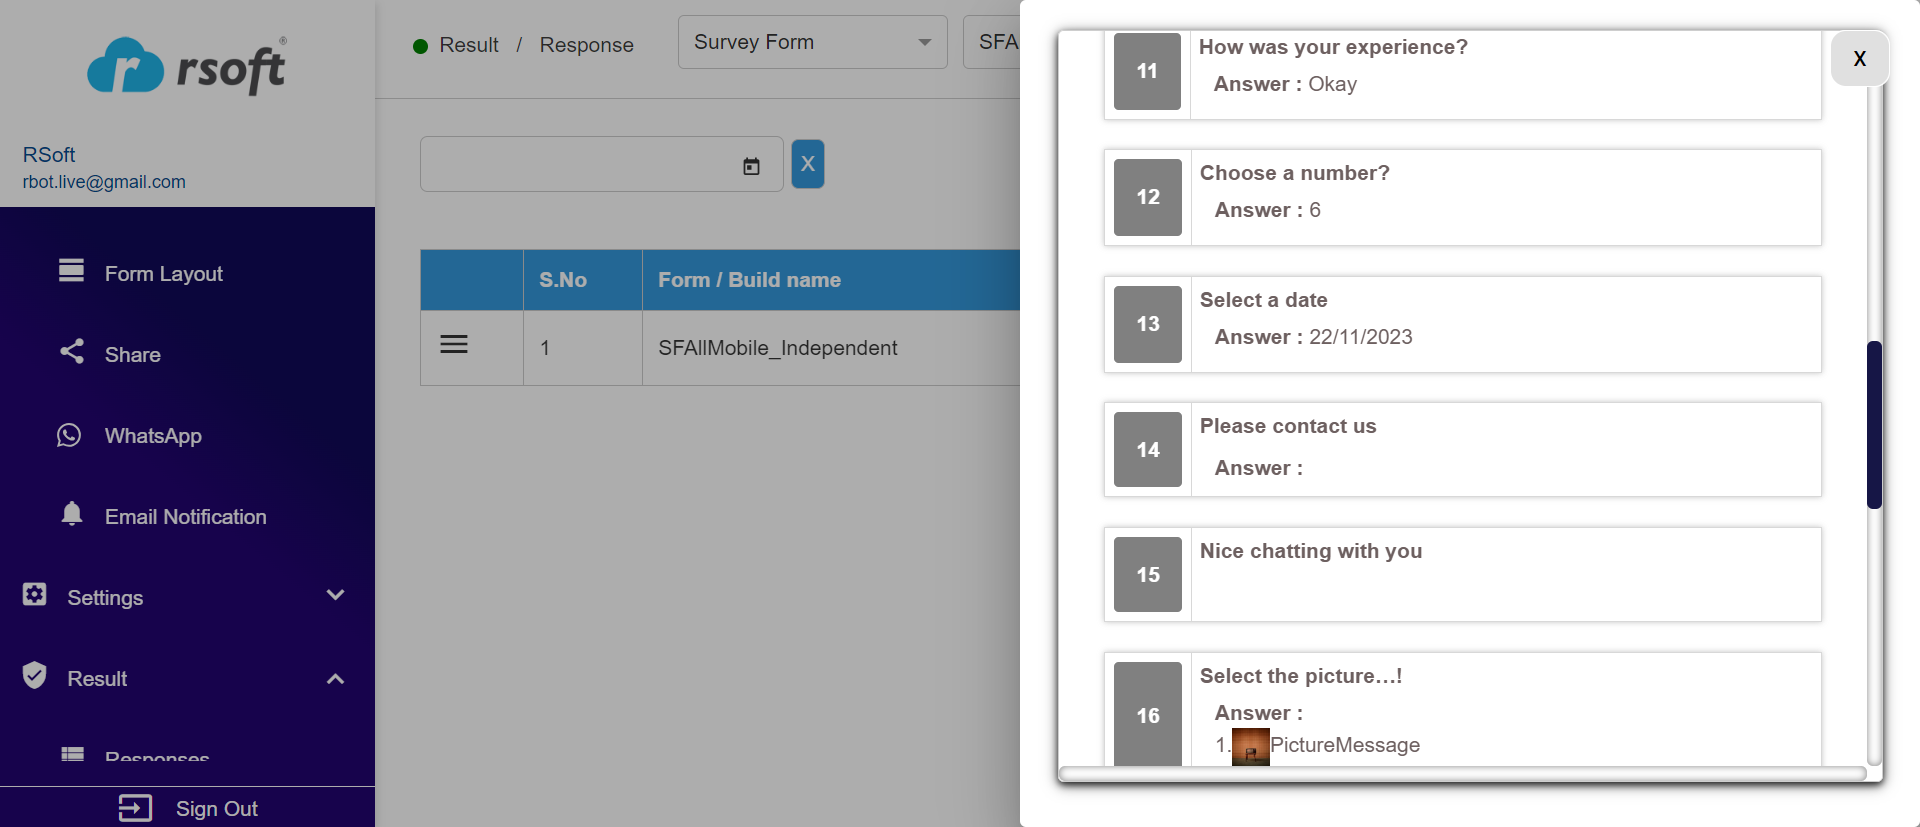 rsoft®
RSoft
rbot.live@gmail.com
Form Layout
Share
WhatsApp
Email Notification
Settings
Result
Responses
Sign Out
Result / Response
Survey Form
SFA
X
S.No Form / Build name
1 SFAllMobile_Independent
X
11 How was your experience?
Answer : Okay
12 Choose a number?
Answer : 6
13 Select a date
Answer : 22/11/2023
14 Please contact us
Answer :
15 Nice chatting with you
16 Select the picture...!
Answer :
1. PictureMessage